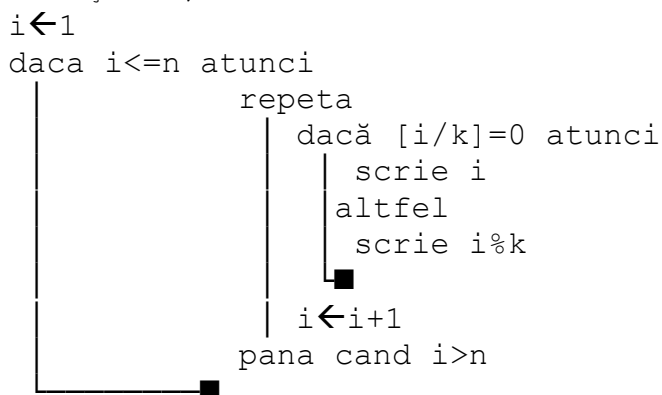 i🡨1
daca i<=n atunci
repeta
dacă [i/k]=0 atunci
scrie i
altfel
scrie i%k
■
i🡨i+1
pana cand i>n
■